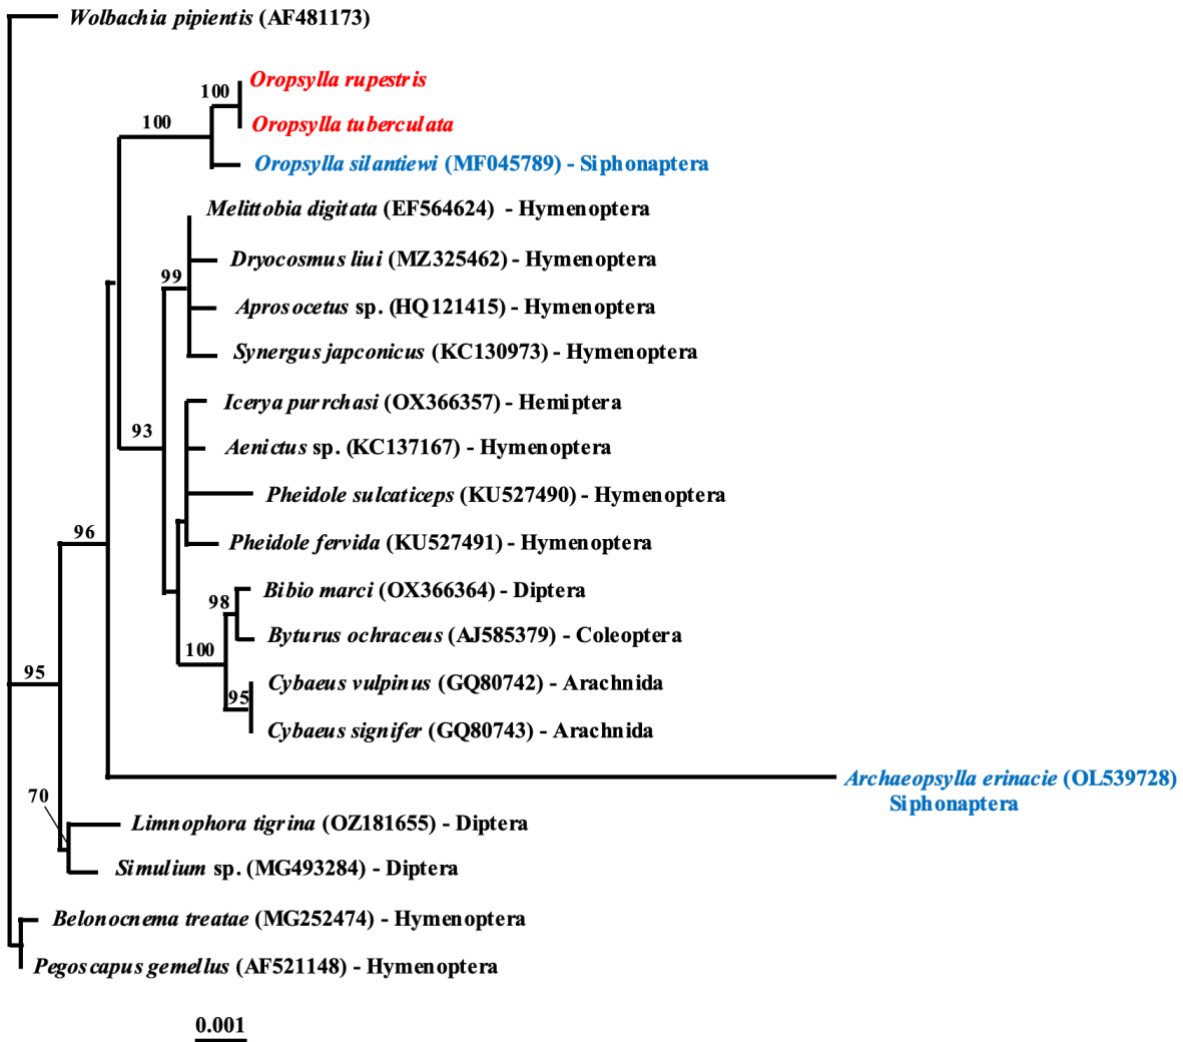 Wolbachia pipientis (AF481173)
Oropsylla rupestris
100
Oropsylla tuberculata
100
Oropsylla silantiewi (MF045789) - Siphonaptera
Melittobia digitata (EF564624) - Hymenoptera
Dryocosmus liui (MZ325462) - Hymenoptera
99
Aprosocetus sp. (HQ121415) - Hymenoptera
Synergus japconicus (KC130973) - Hymenoptera
Icerya purrchasi (OX366357) - Hemiptera
93
Aenictus sp. (KC137167) - Hymenoptera
Pheidole sulcaticeps (KU527490) - Hymenoptera
96
Pheidole fervida (KU527491) - Hymenoptera
Bibio marci (OX366364) - Diptera
98
Byturus ochraceus (AJ585379) - Coleoptera
100
95
Cybaeus vulpinus (GQ80742) - Arachnida
95
Cybaeus signifer (GQ80743) - Arachnida
Archaeopsylla erinacie (OL539728)
Siphonaptera
70
Limnophora tigrina (OZ181655) - Diptera
Simulium sp. (MG493284) - Diptera
Belonocnema treatae (MG252474) - Hymenoptera
Pegoscapus gemellus (AF521148) - Hymenoptera
0.001